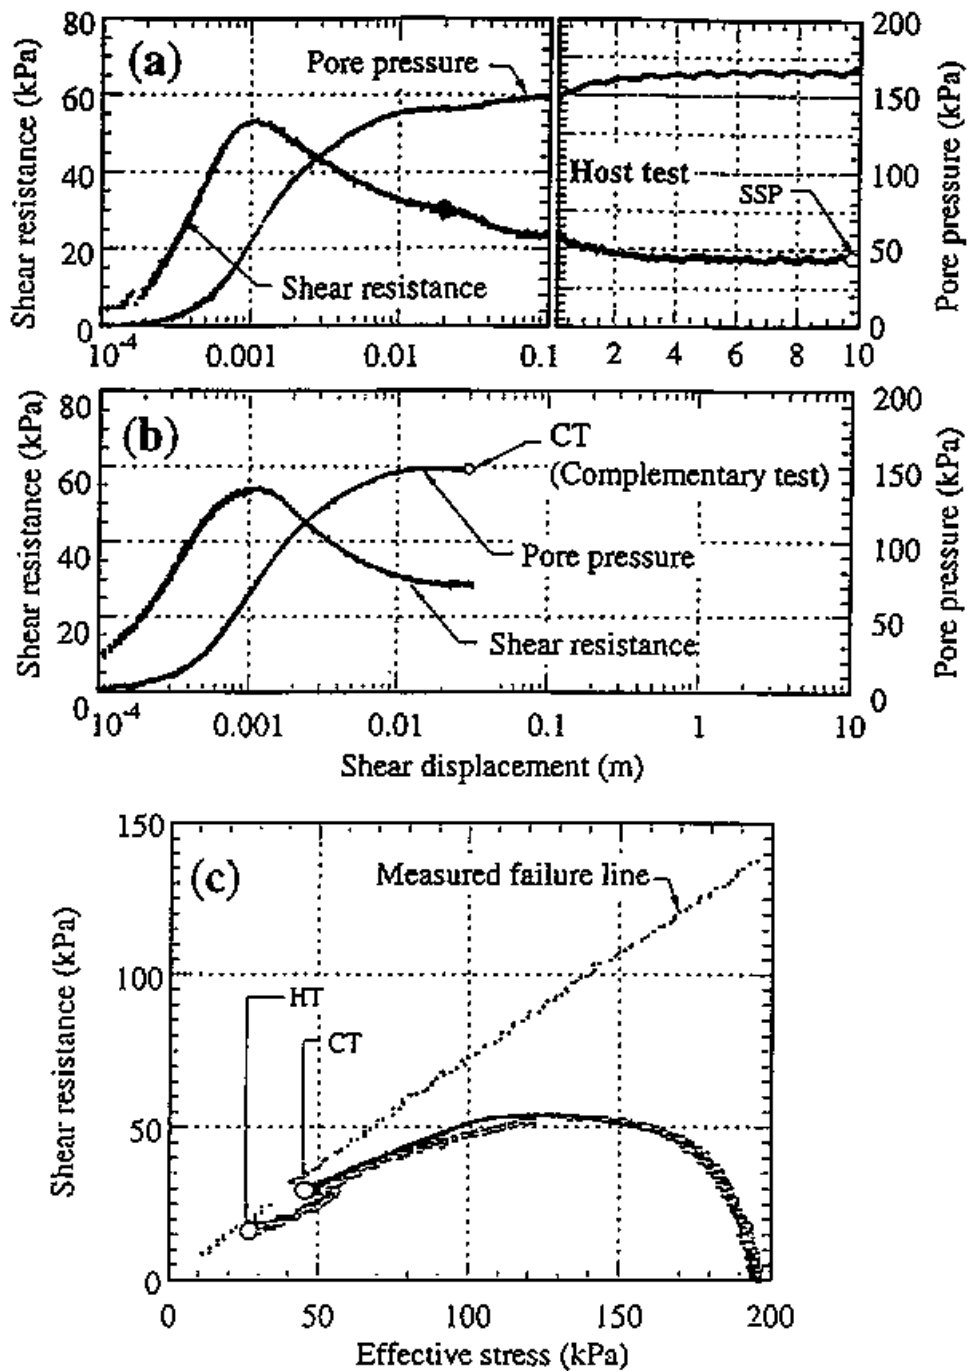 80
200
(a)
Pore pressure
60
150
Host test
40
100
SSP
20
50
Shear resistance
0
0
10-4
0.001
0.01
0.1
2
4
6
8
10
Shear resistance (kPa)
Pore pressure (kPa)
80
200
(b)
CT
(Complementary test)
60
150
40
100
Pore pressure
20
50
Shear resistance
0
0
10-4
0.001
0.01
0.1
1
10
Shear resistance (kPa)
Pore pressure (kPa)
Shear displacement (m)
150
(c)
Measured failure line
100
HT
CT
50
0
0
50
100
150
200
Shear resistance (kPa)
Effective stress (kPa)